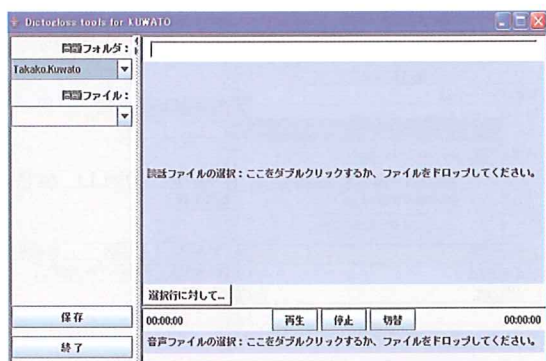 Dictogloss tools for KUWATO
問題フォルダ：
Takako.Kuwato
問題ファイル：
談話ファイルの選択：ここをダブルクリックするか、ファイルをドロップしてください。
選択行に対して...
保存
終了
00:00:00
再生
停止
切替
00:00:00
音声ファイルの選択：ここをダブルクリックするか、ファイルをドロップしてください。